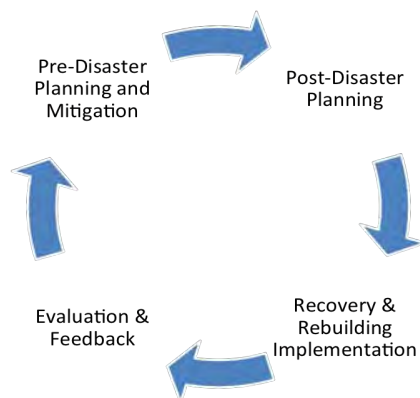 Pre-Disaster
Planning and
Mitigation
Post-Disaster
Planning
Recovery &
Rebuilding
Implementation
Evaluation &
Feedback